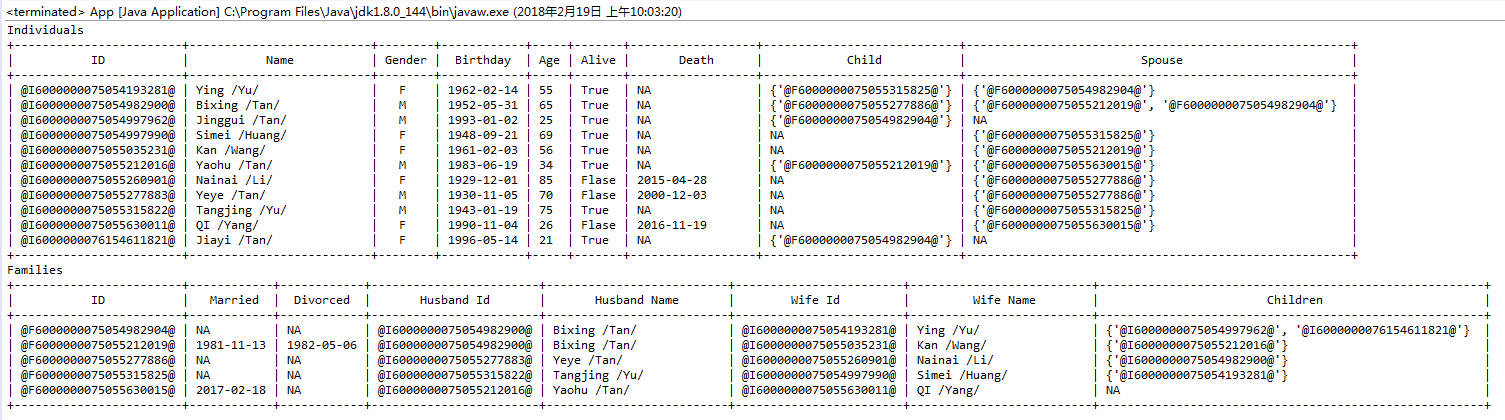 <terminated> App [Java Application] C:\Program Files\Java\jdk1.8.0_144\bin\javaw.exe (2018年2月19日 上午10:03:20)
Individuals
| ID | Name | Gender | Birthday | Age | Alive | Death | Child | Spouse |
| @I6000000075054193281@ | Ying /Yu/ | F | 1962-02-14 | 55 | True | NA | {'@F6000000075055315825@'} | {'@F6000000075054982904@'} |
| @I6000000075054982900@ | Bixing /Tan/ | M | 1952-05-31 | 65 | True | NA | {'@F6000000075055277886@'} | {'@F6000000075055212019@', '@F6000000075054982904@'} |
| @I6000000075054997962@ | Jinggui /Tan/ | M | 1993-01-02 | 25 | True | NA | {'@F6000000075054982904@'} | NA |
| @I6000000075054997990@ | Simei /Huang/ | F | 1948-09-21 | 69 | True | NA | NA | {'@F6000000075055315825@'} |
| @I6000000075055035231@ | Kan /Wang/ | F | 1961-02-03 | 56 | True | NA | NA | {'@F6000000075055212019@'} |
| @I6000000075055212016@ | Yaohu /Tan/ | M | 1983-06-19 | 34 | True | NA | {'@F6000000075055212019@'} | {'@F6000000075055630015@'} |
| @I6000000075055260901@ | Nainai /Li/ | F | 1929-12-01 | 85 | Flase | 2015-04-28 | NA | {'@F6000000075055277886@'} |
| @I6000000075055277883@ | Yeye /Tan/ | M | 1930-11-05 | 70 | Flase | 2000-12-03 | NA | {'@F6000000075055277886@'} |
| @I6000000075055315822@ | Tangjing /Yu/ | M | 1943-01-19 | 75 | True | NA | NA | {'@F6000000075055315825@'} |
| @I6000000075055630011@ | QI /Yang/ | F | 1990-11-04 | 26 | Flase | 2016-11-19 | NA | {'@F6000000075055630015@'} |
| @I6000000076154611821@ | Jiayi /Tan/ | F | 1996-05-14 | 21 | True | NA | {'@F6000000075054982904@'} | NA |
Families
| ID | Married | Divorced | Husband Id | Husband Name | Wife Id | Wife Name | Children |
| @F6000000075054982904@ | NA | NA | @I6000000075054982900@ | Bixing /Tan/ | @I6000000075054193281@ | Ying /Yu/ | {'@I6000000075054997962@', '@I6000000076154611821@'} |
| @F6000000075055212019@ | 1981-11-13 | 1982-05-06 | @I6000000075054982900@ | Bixing /Tan/ | @I6000000075055035231@ | Kan /Wang/ | {'@I6000000075055212016@'} |
| @F6000000075055277886@ | NA | NA | @I6000000075055277883@ | Yeye /Tan/ | @I6000000075055260901@ | Nainai /Li/ | {'@I6000000075054982900@'} |
| @F6000000075055315825@ | NA | NA | @I6000000075055315822@ | Tangjing /Yu/ | @I6000000075054997990@ | Simei /Huang/ | {'@I6000000075054193281@'} |
| @F6000000075055630015@ | 2017-02-18 | NA | @I6000000075055212016@ | Yaohu /Tan/ | @I6000000075055630011@ | QI /Yang/ | NA |